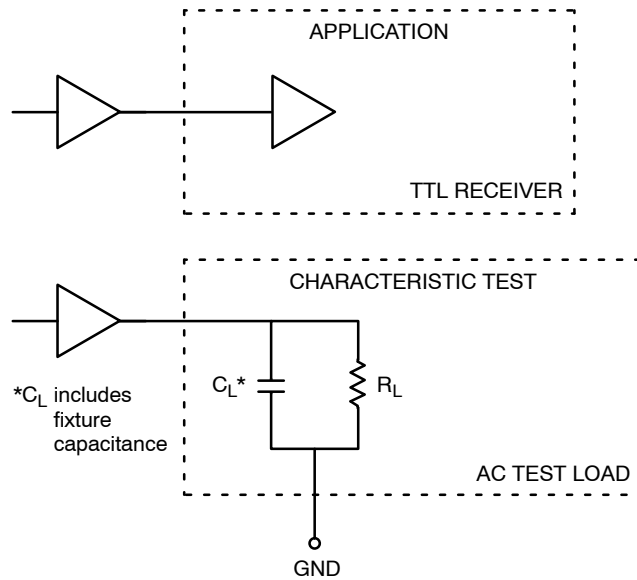 APPLICATION
TTL RECEIVER
CHARACTERISTIC TEST
*CL includes
fixture
capacitance
CL*
RL
AC TEST LOAD
GND